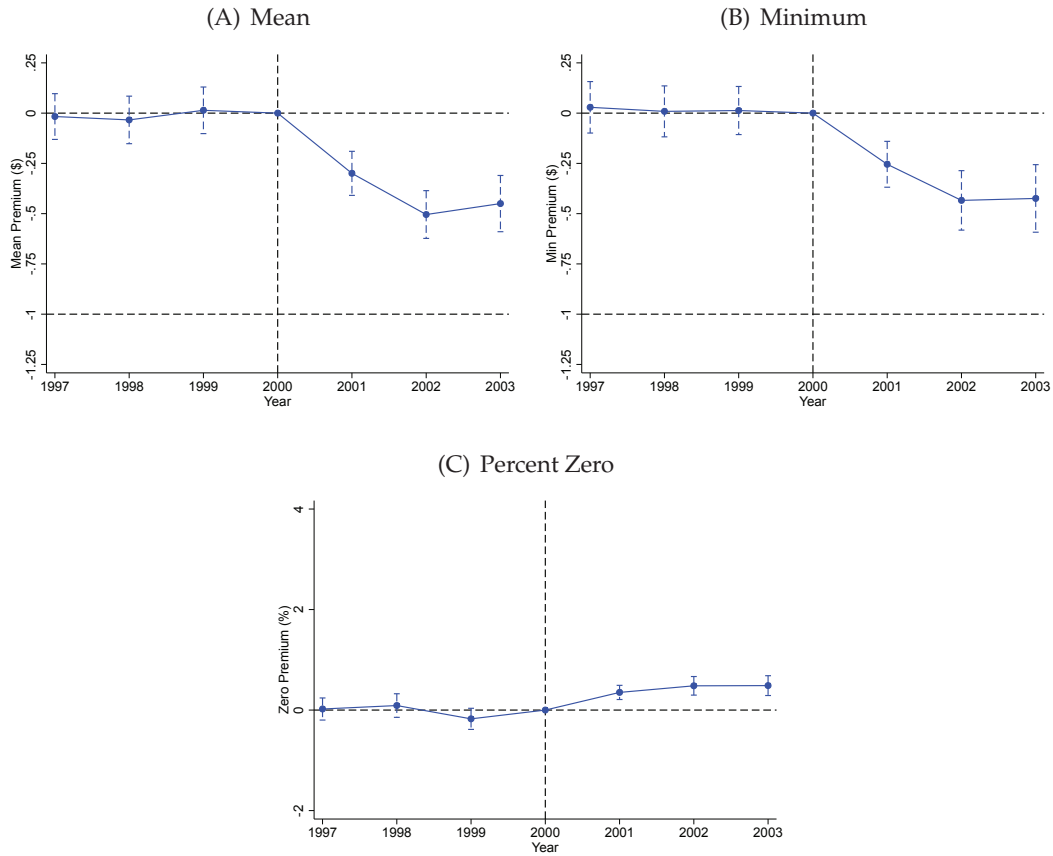 (A) Mean
.25
0
-.25
-.5
-.75
-1
-1.25
Mean Premium ($)
1997 1998 1999 2000 2001 2002 2003
Year
(B) Minimum
.25
0
-.25
-.5
-.75
-1
-1.25
Min Premium ($)
1997 1998 1999 2000 2001 2002 2003
Year
(C) Percent Zero
4
2
0
-2
Zero Premium (%)
1997 1998 1999 2000 2001 2002 2003
Year